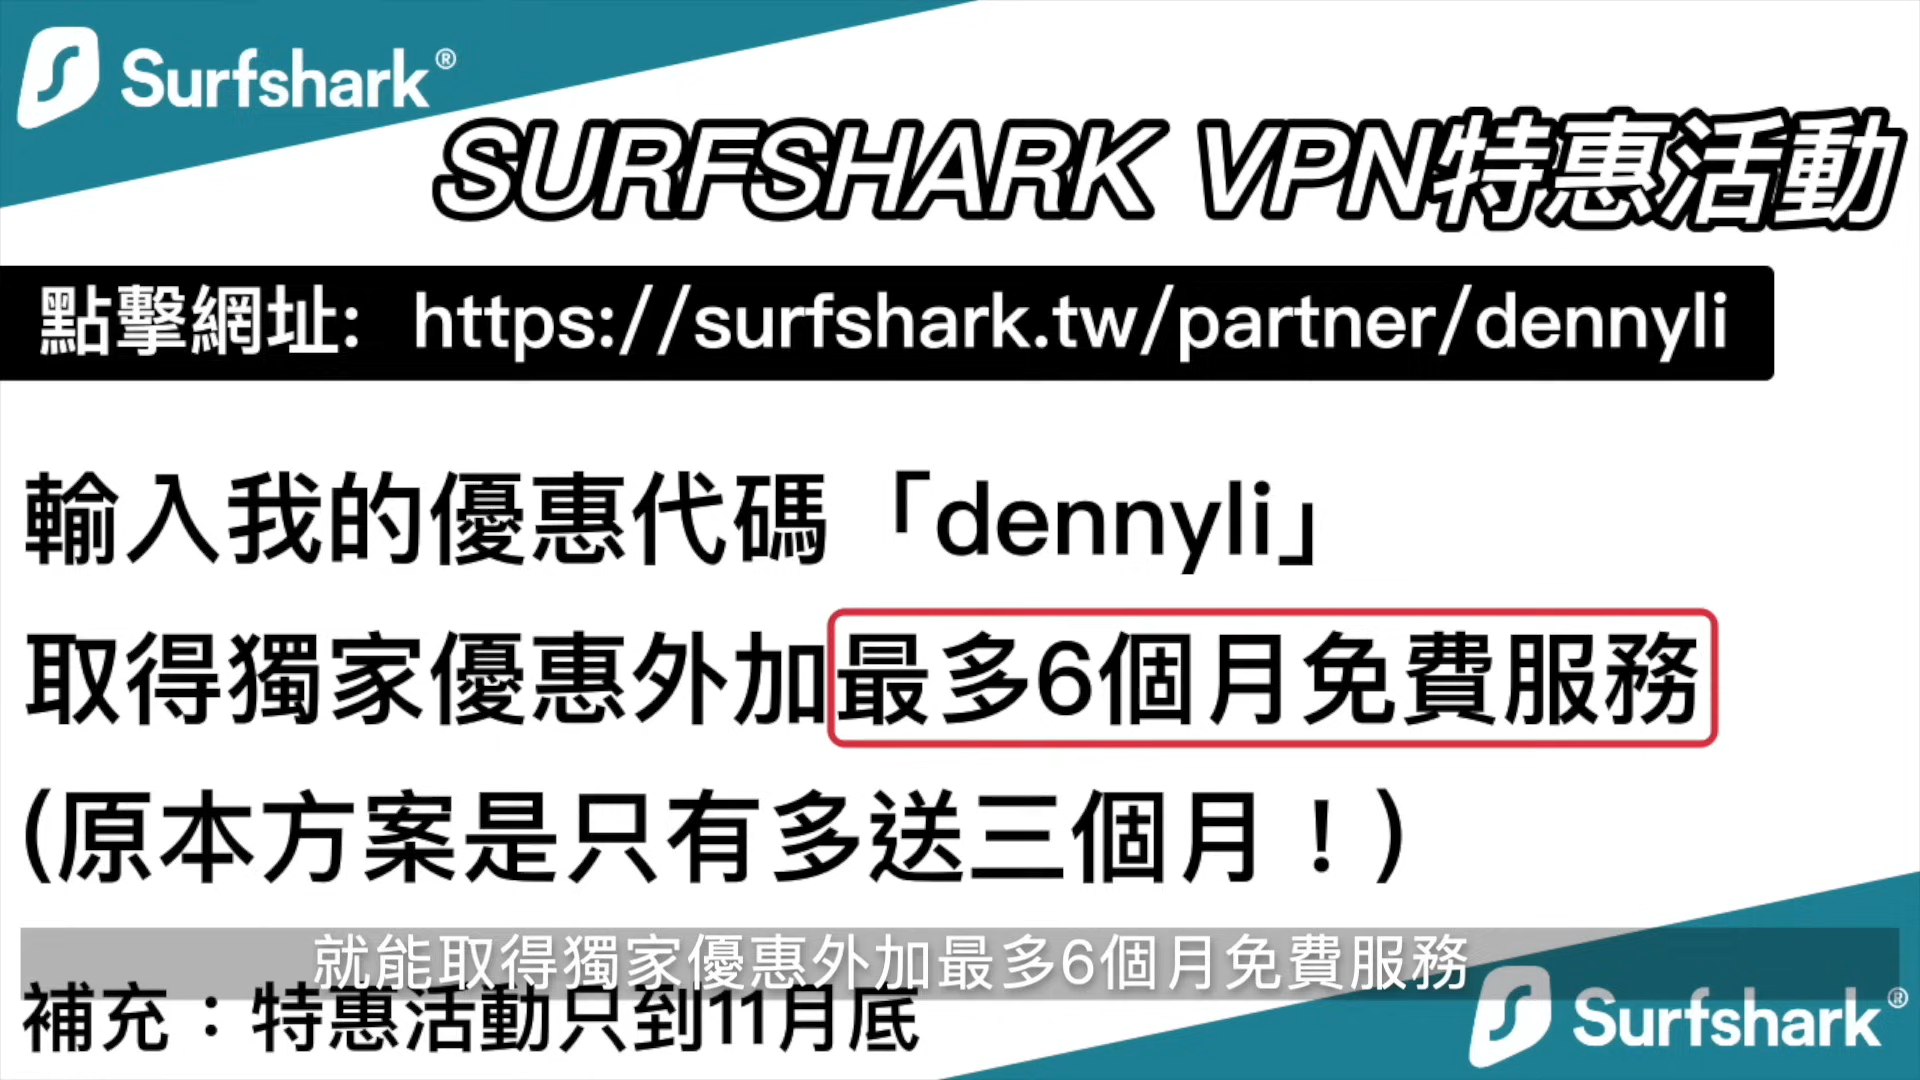 Surfshark®
SURFSHARK VPN特惠活動
點擊網址: https://surfshark.tw/partner/dennyli
輸入我的優惠代碼「dennyli」
取得獨家優惠外加最多6個月免費服務
(原本方案是只有多送三個月！)
就能取得獨家優惠外加最多6個月免費服務
補充：特惠活動只到11月底
Surfshark®